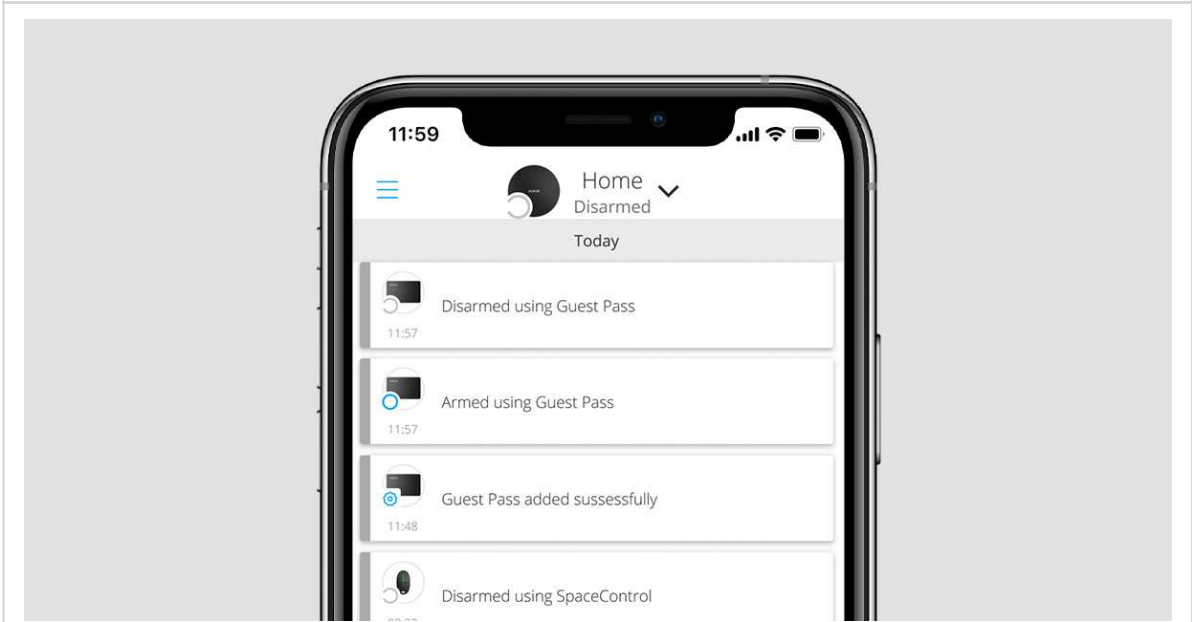 11:59
Home
Disarmed
Today
Disarmed using Guest Pass
11:57
Armed using Guest Pass
11:57
Guest Pass added sussessfully
11:48
Disarmed using SpaceControl